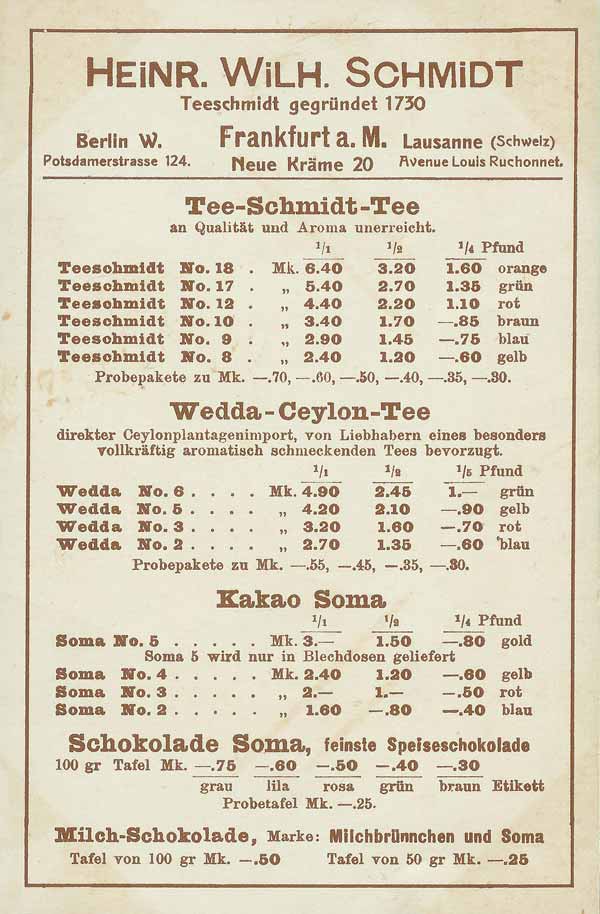 HEINR. WILH. SCHMIDT
Teeschmidt gegründet 1730
Berlin W. Frankfurt a. M. Lausanne (Schweiz)
Potsdamerstrasse 124. Neue Kräme 20 Avenue Louis Ruchonnet.
Tee-Schmidt-Tee
an Qualität und Aroma unerreicht.
1/1 1/2 1/4 Pfund
Teeschmidt No. 18 . Mk. 6.40 3.20 1.60 orange
Teeschmidt No. 17 . „ 5.40 2.70 1.35 grün
Teeschmidt No. 12 . „ 4.40 2.20 1.10 rot
Teeschmidt No. 10 . „ 3.40 1.70 —.85 braun
Teeschmidt No. 9 . „ 2.90 1.45 —.75 blau
Teeschmidt No. 8 . „ 2.40 1.20 —.60 gelb
Probepakete zu Mk. —.70, —.60, —.50, —.40, —.35, —.30.
Wedda-Ceylon-Tee
direkter Ceylonplantagenimport, von Liebhabern eines besonders
vollkräftig aromatisch schmeckenden Tees bevorzugt.
1/1 1/2 1/5 Pfund
Wedda No. 6 . . . . Mk. 4.90 2.45 1.— grün
Wedda No. 5 . . . . „ 4.20 2.10 —.90 gelb
Wedda No. 3 . . . . „ 3.20 1.60 —.70 rot
Wedda No. 2 . . . . „ 2.70 1.35 —.60 blau
Probepakete zu Mk. —.55, —.45, —.35, —.30.
Kakao Soma
1/1 1/2 1/4 Pfund
Soma No. 5 . . . . . Mk. 3.— 1.50 —.80 gold
Soma 5 wird nur in Blechdosen geliefert
Soma No. 4 . . . . . Mk. 2.40 1.20 —.60 gelb
Soma No. 3 . . . . . „ 2.— 1.— —.50 rot
Soma No. 2 . . . . . „ 1.60 —.80 —.40 blau
Schokolade Soma, feinste Speiseschokolade
100 gr Tafel Mk. —.75 —.60 —.50 —.40 —.30
grau lila rosa grün braun Etikett
Probetafel Mk. —.25.
Milch-Schokolade, Marke: Milchbrünnchen und Soma
Tafel von 100 gr Mk. —.50 Tafel von 50 gr Mk. —.25